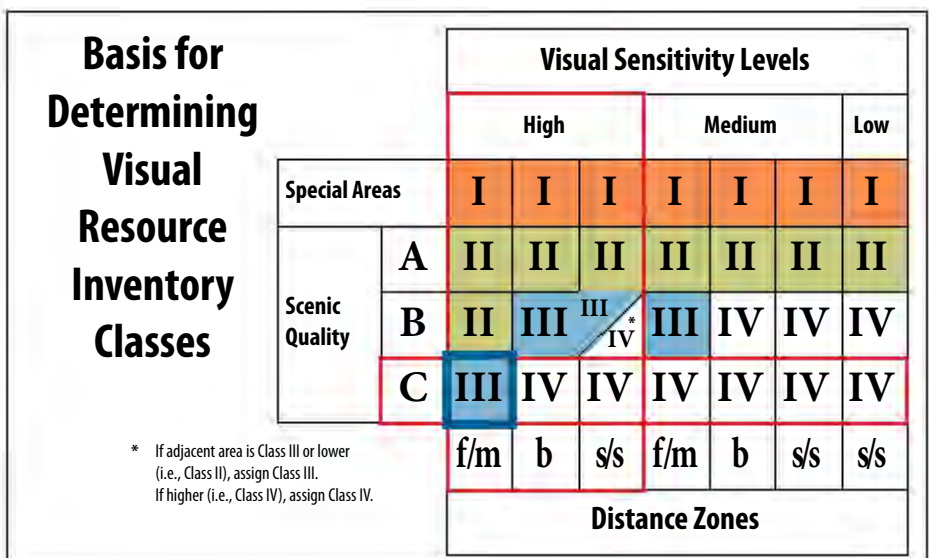 Basis for
Determining
Visual
Resource
Inventory
Classes
Visual Sensitivity Levels
High Medium Low
Special Areas I I I I I I I
Scenic
Quality
A II II II II II II II
B II III III IV* III IV IV IV
C III IV IV IV IV IV IV
f/m b s/s f/m b s/s s/s
Distance Zones
* If adjacent area is Class III or lower
(i.e., Class II), assign Class III.
If higher (i.e., Class IV), assign Class IV.